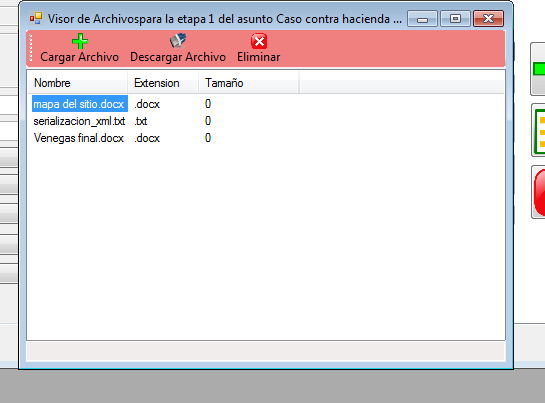 Visor de Archivospara la etapa 1 del asunto Caso contra hacienda ...
Cargar Archivo Descargar Archivo Eliminar
Nombre Extension Tamaño
mapa del sitio.docx .docx 0
serializacion_xml.txt .txt 0
Venegas final.docx .docx 0